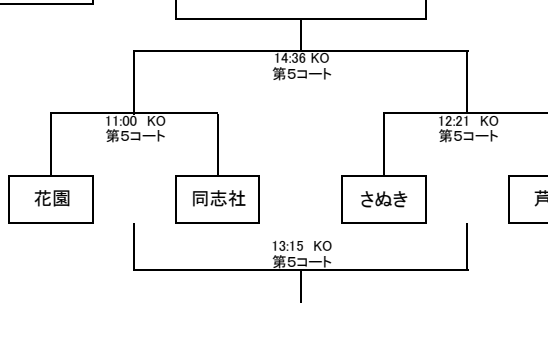 14:36 KO
第5コート
11:00 KO
第5コート
12:21 KO
第5コート
花園
同志社
さぬき
芦
13:15 KO
第5コート